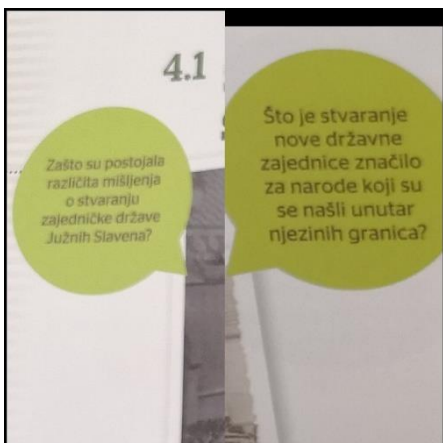 4.1
Zašto su postojala
različita mišljenja
o stvaranju
zajedničke države
Južnih Slavena?
Što je stvaranje
nove državne
zajednice značilo
za narode koji su
se našli unutar
njezinih granica?